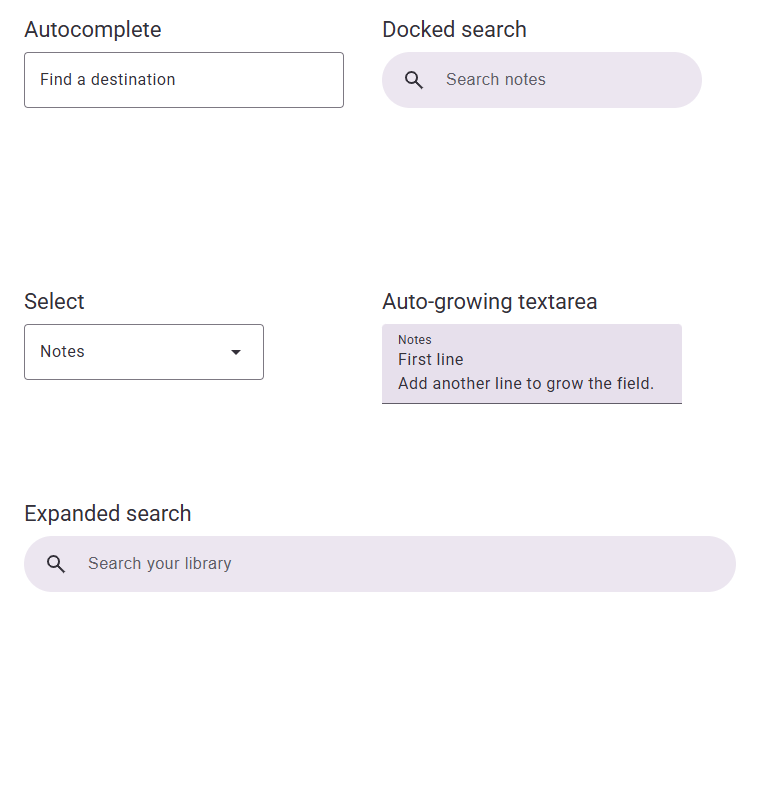 Autocomplete
Find a destination
Docked search
Search notes
Select
Notes
Auto-growing textarea
Notes
First line
Add another line to grow the field.
Expanded search
Search your library